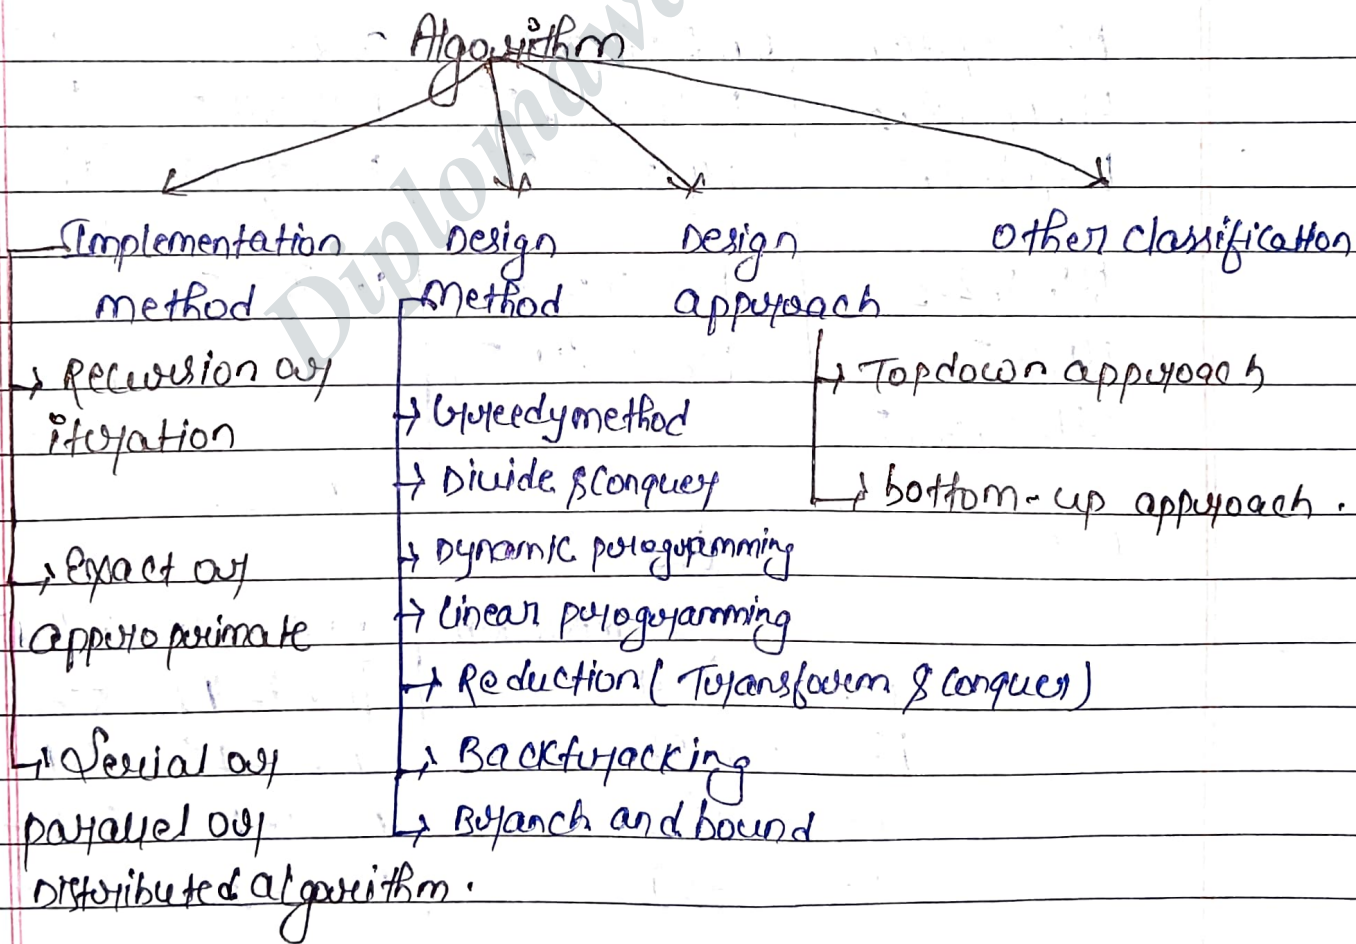 Algorithm
Implementation method
Recursion or
iteration
Exact or
approperimate
Serial or
parallel or
Distributed algorithm.
Design Method
Greedy method
Divide & Conquer
Dynamic programming
Linear programming
Reduction (Transform & Conquer)
Backtracking
Branch and bound
Design approach
Topdown approach
bottom-up approach.
Other classification
Diplomaw